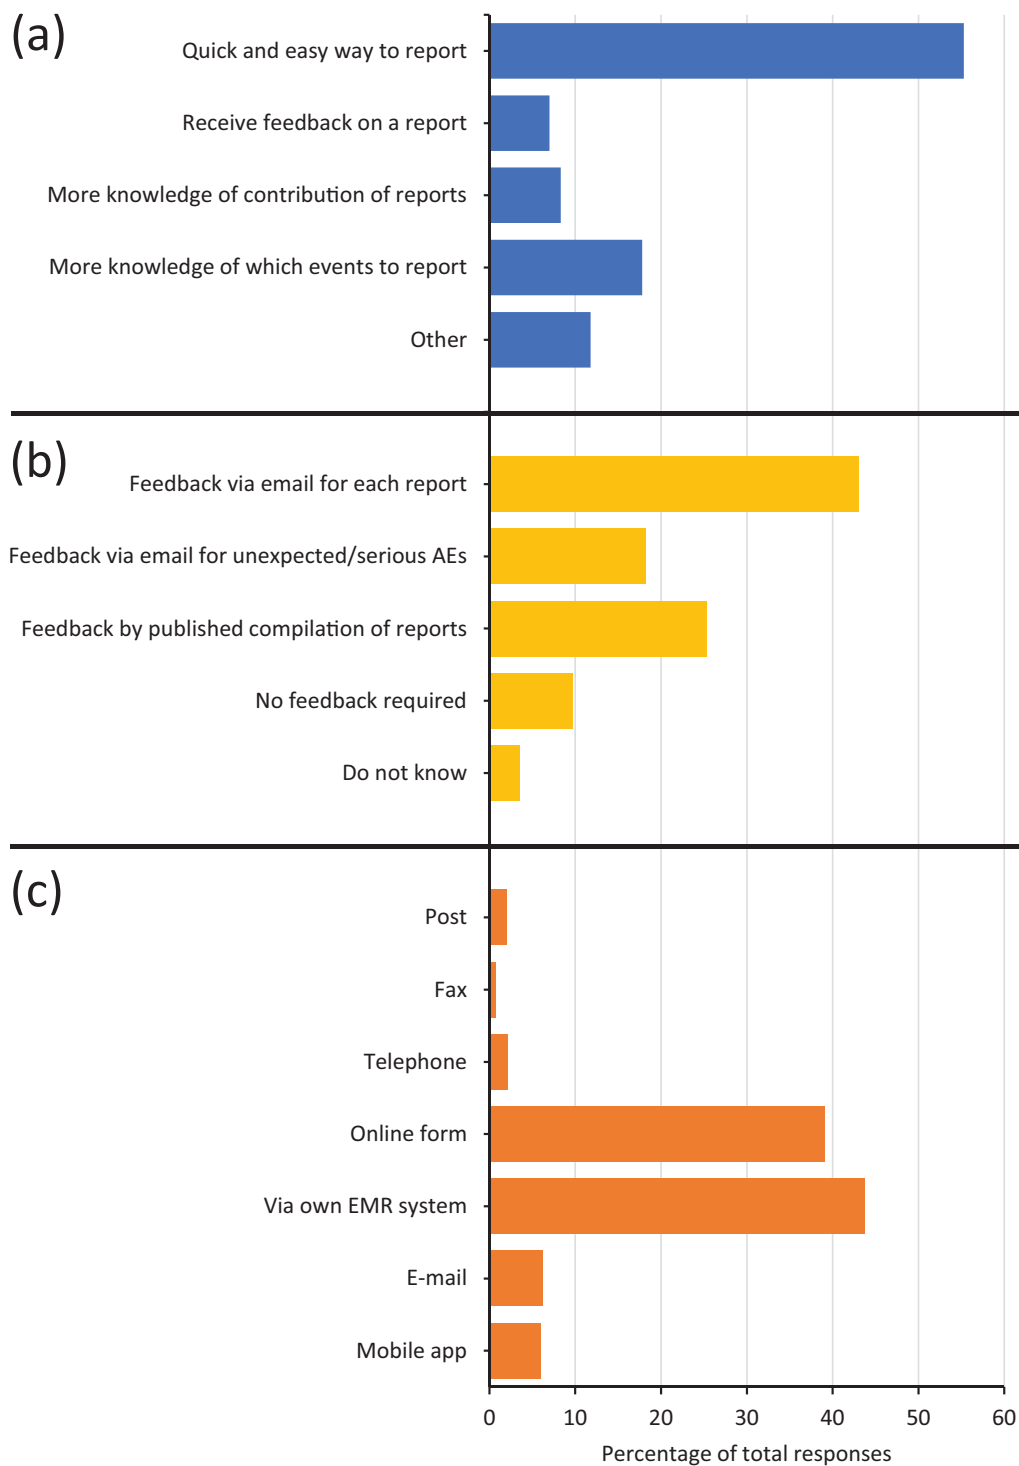 (a)
Quick and easy way to report
Receive feedback on a report
More knowledge of contribution of reports
More knowledge of which events to report
Other
(b)
Feedback via email for each report
Feedback via email for unexpected/serious AEs
Feedback by published compilation of reports
No feedback required
Do not know
(c)
Post
Fax
Telephone
Online form
Via own EMR system
E-mail
Mobile app
0 10 20 30 40 50 60
Percentage of total responses